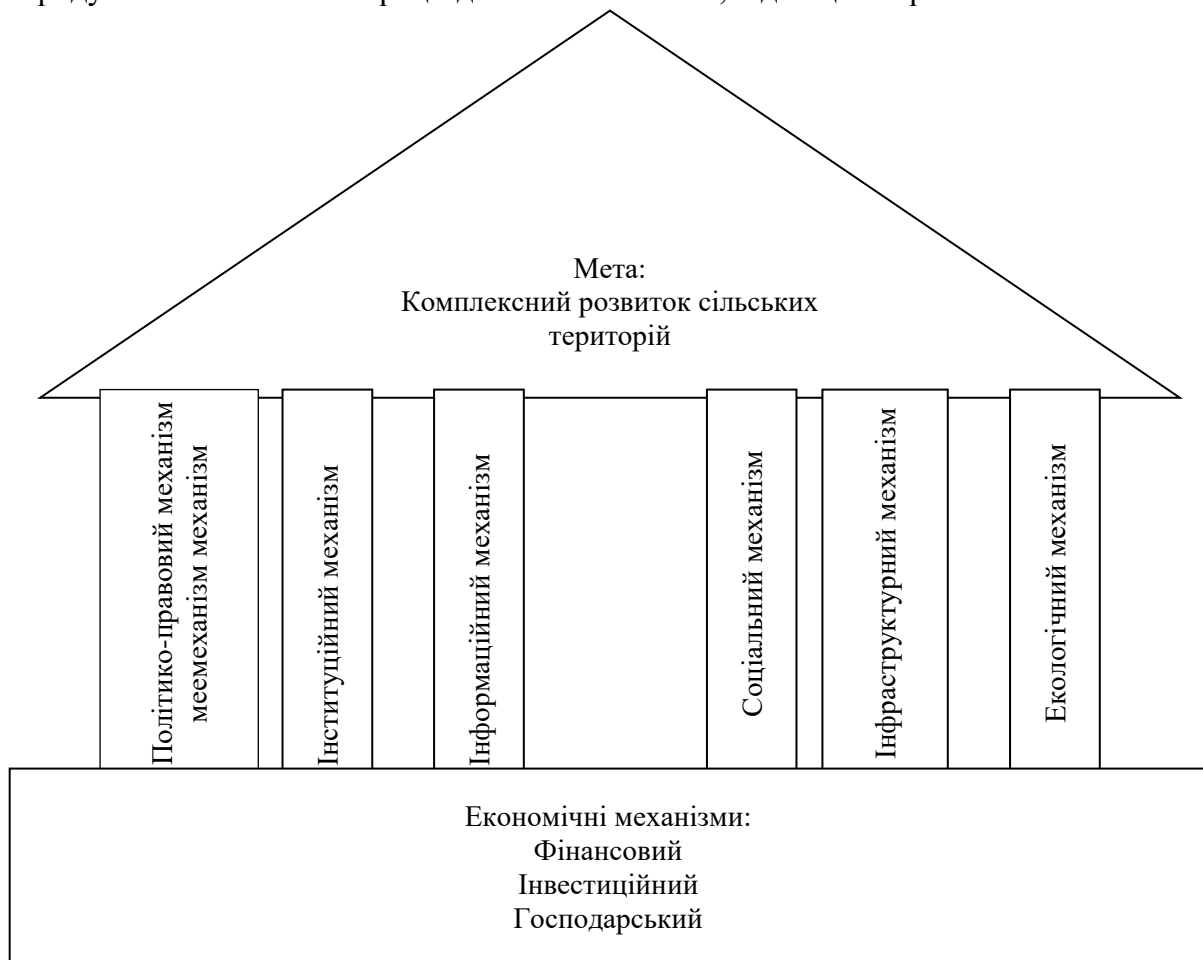 Мета:
Комплексний розвиток сільських
територій
Політико-правовий механізм
меемеханізм механізм
Інституційний механізм
Інформаційний механізм
Соціальний механізм
Інфраструктурний механізм
Екологічний механізм
Економічні механізми:
Фінансовий
Інвестиційний
Господарський